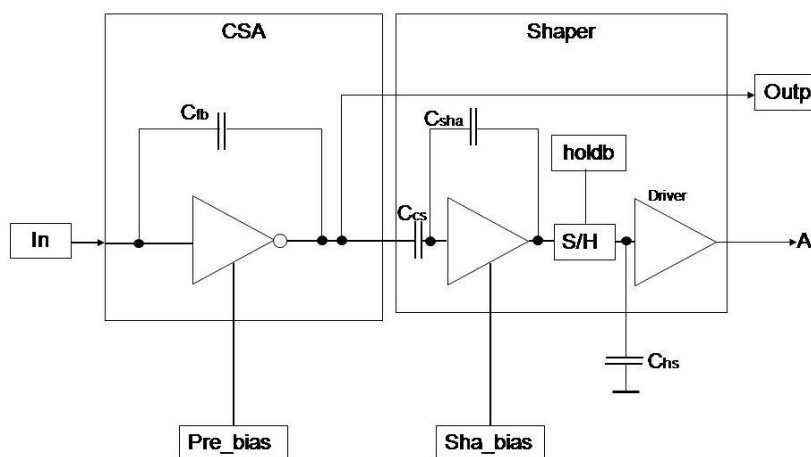 CSA
Shaper
Outp
Cfb
Csha
holdb
Driver
Ccs
In
S/H
A
Chs
Pre_bias
Sha_bias